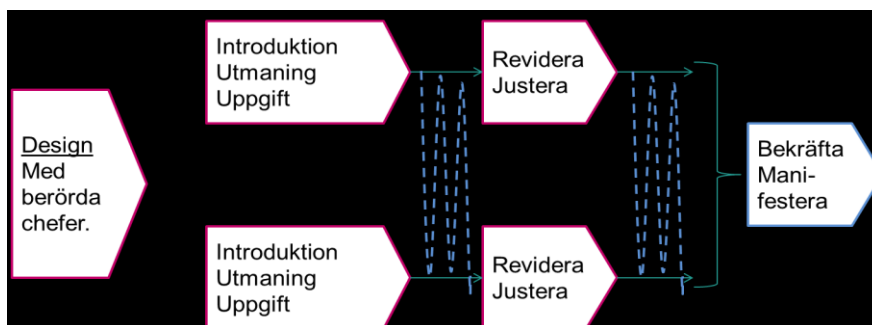 Design
Med
berörda
chefer.
Introduktion
Utmaning
Uppgift
Revidera
Justera
Introduktion
Utmaning
Uppgift
Revidera
Justera
Bekräfta
Mani-
festera